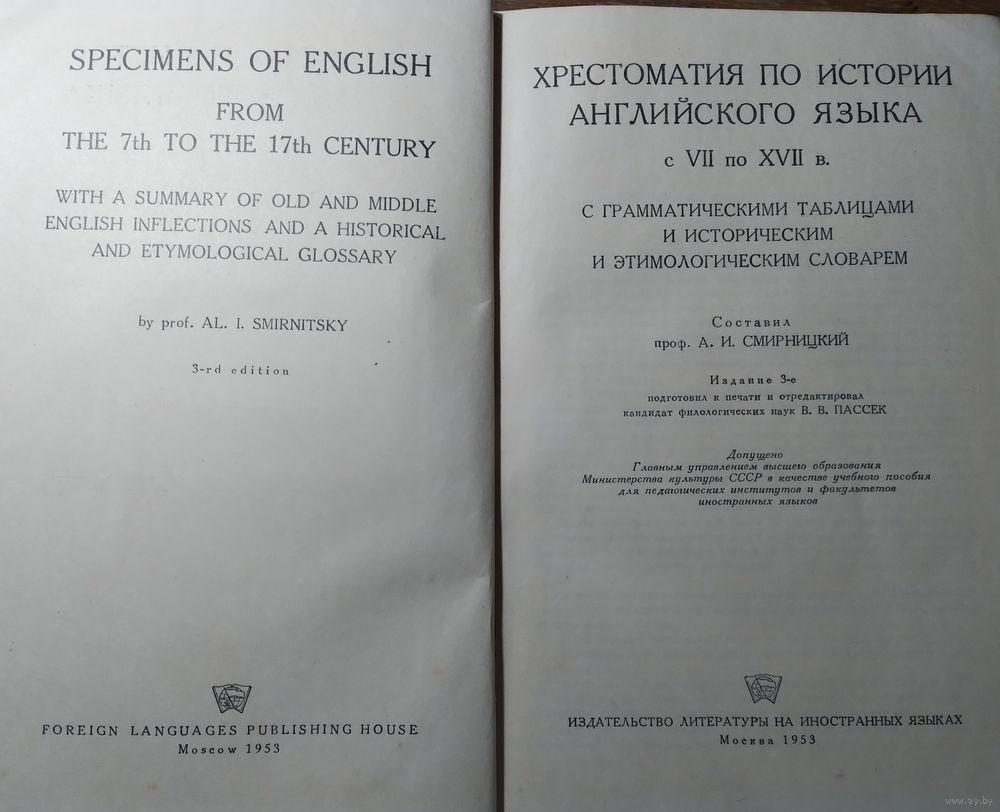 SPECIMENS OF ENGLISH
FROM
THE 7th TO THE 17th CENTURY
WITH A SUMMARY OF OLD AND MIDDLE
ENGLISH INFLECTIONS AND A HISTORICAL
AND ETYMOLOGICAL GLOSSARY
by prof. AL. I. SMIRNITSKY
3-rd edition
FOREIGN LANGUAGES PUBLISHING HOUSE
Moscow 1953
ХРЕСТОМАТИЯ ПО ИСТОРИИ
АНГЛИЙСКОГО ЯЗЫКА
с VII по XVII в.
С ГРАММАТИЧЕСКИМИ ТАБЛИЦАМИ
И ИСТОРИЧЕСКИМ
И ЭТИМОЛОГИЧЕСКИМ СЛОВАРЕМ
Составил
проф. А. И. СМИРНИЦКИЙ
Издание 3-е
подготовил к печати и отредактировал
кандидат филологических наук В. В. ПАССЕК
Допущено
Главным управлением высшего образования
Министерства культуры СССР в качестве учебного пособия
для педагогических институтов и факультетов
иностранных языков
ИЗДАТЕЛЬСТВО ЛИТЕРАТУРЫ НА ИНОСТРАННЫХ ЯЗЫКАХ
Москва 1953
www.ay.by